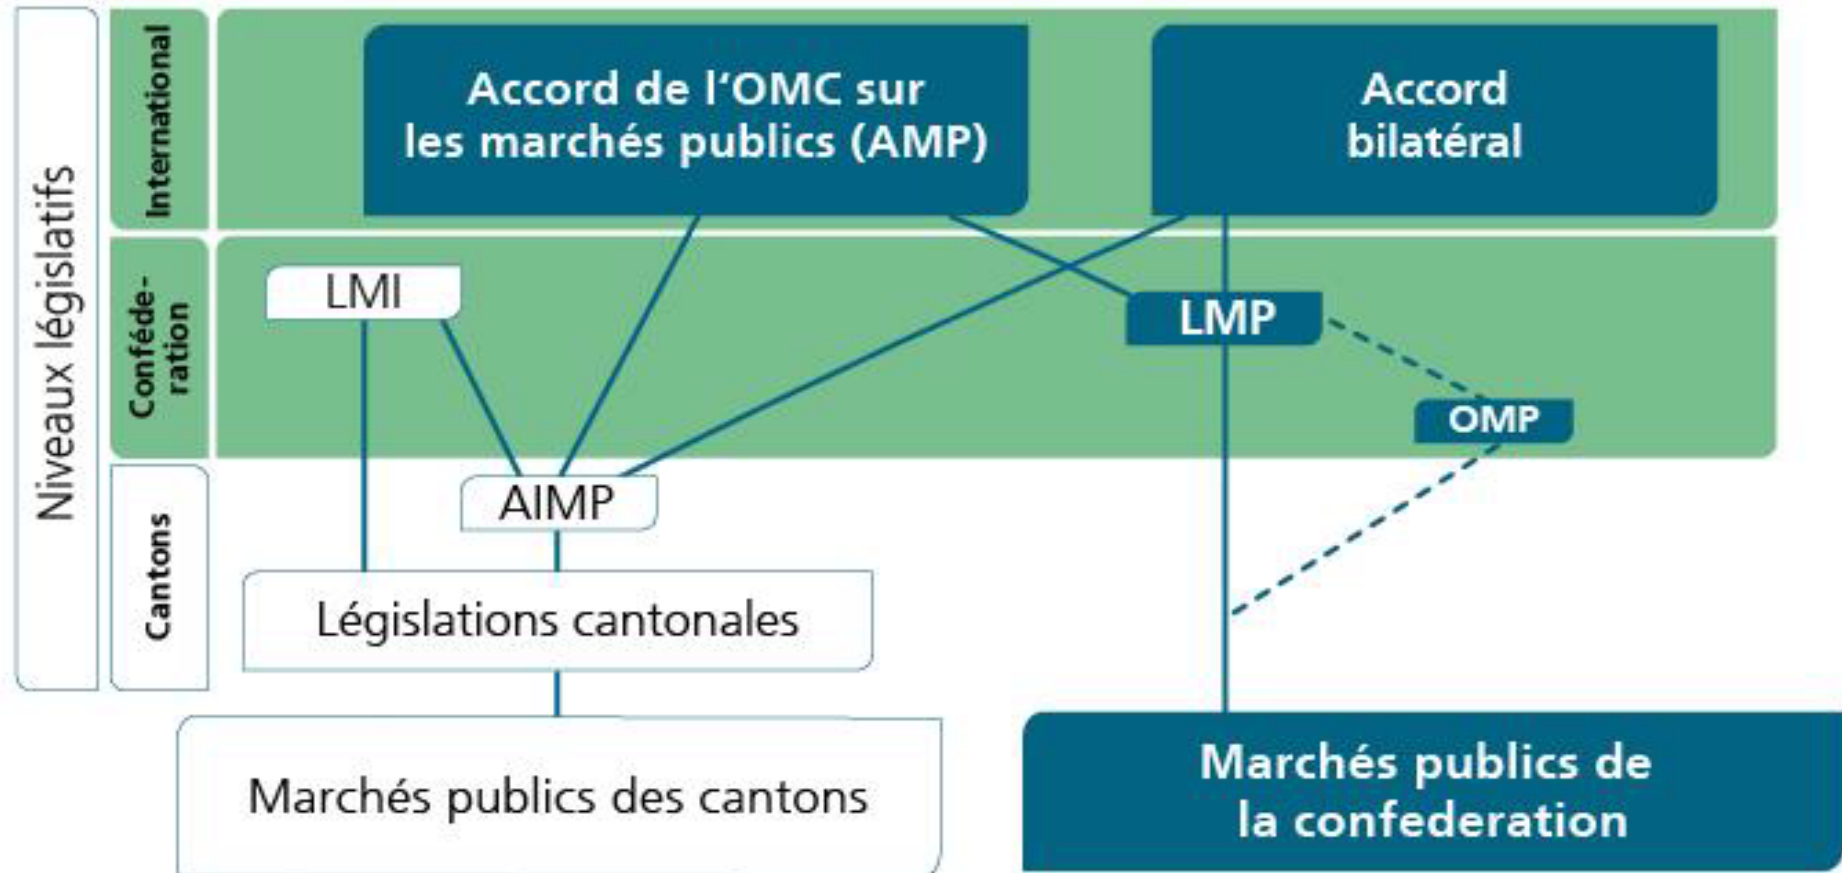 Niveaux législatifs
International
Accord de l‘OMC sur
les marchés publics (AMP)
Accord
bilatéral
Conféde-
ration
LMI
LMP
OMP
Cantons
AIMP
Législations cantonales
Marchés publics des cantons
Marchés publics de
la confederation